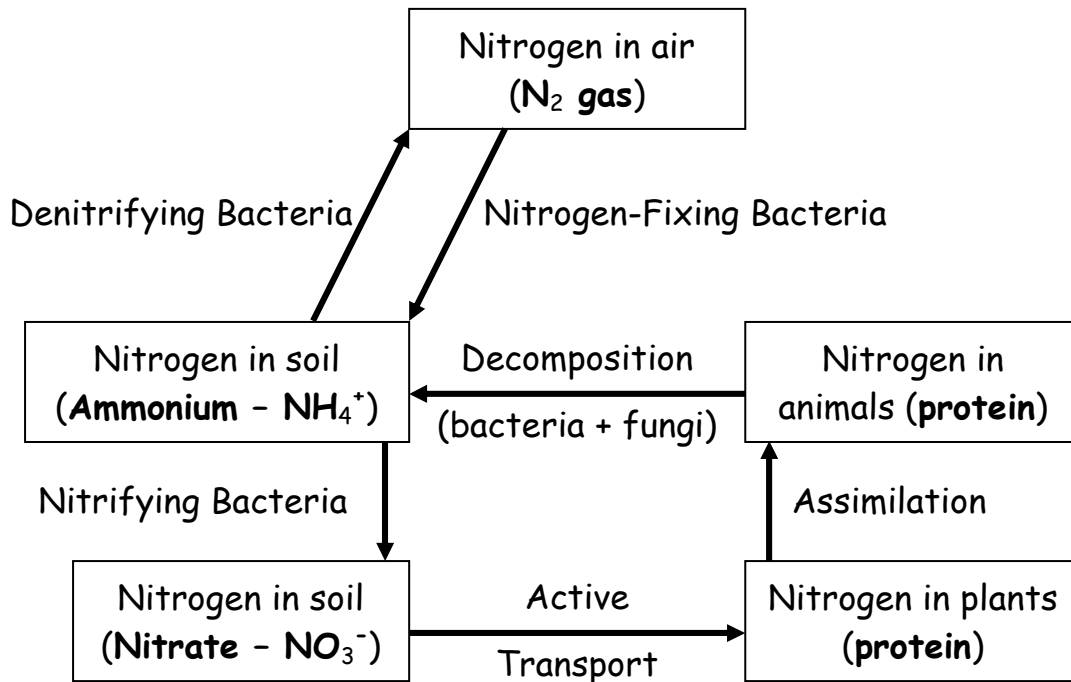 Nitrogen in air
(N₂ gas)
Denitrifying Bacteria
Nitrogen-Fixing Bacteria
Nitrogen in soil
(Ammonium – NH₄⁺)
Decomposition
(bacteria + fungi)
Nitrogen in
animals (protein)
Nitrifying Bacteria
Assimilation
Nitrogen in soil
(Nitrate – NO₃⁻)
Active
Transport
Nitrogen in plants
(protein)